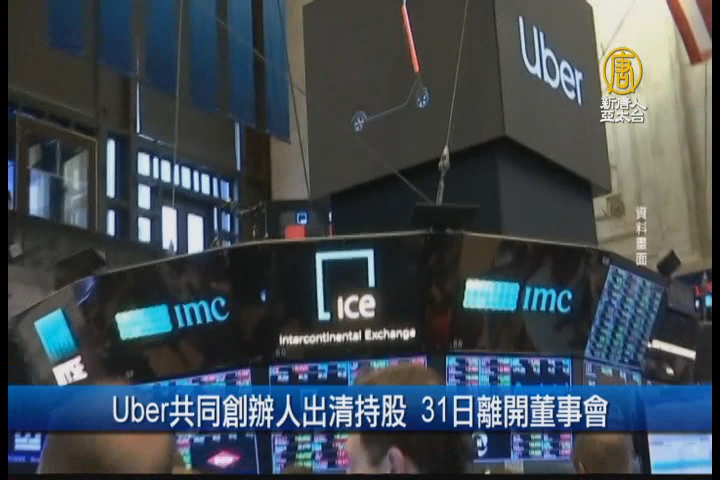 Uber
唐
新唐人
亞太台
資料畫面
IMC
ICE
Intercontinental Exchange
IMC
Uber共同創辦人出清持股 31日離開董事會